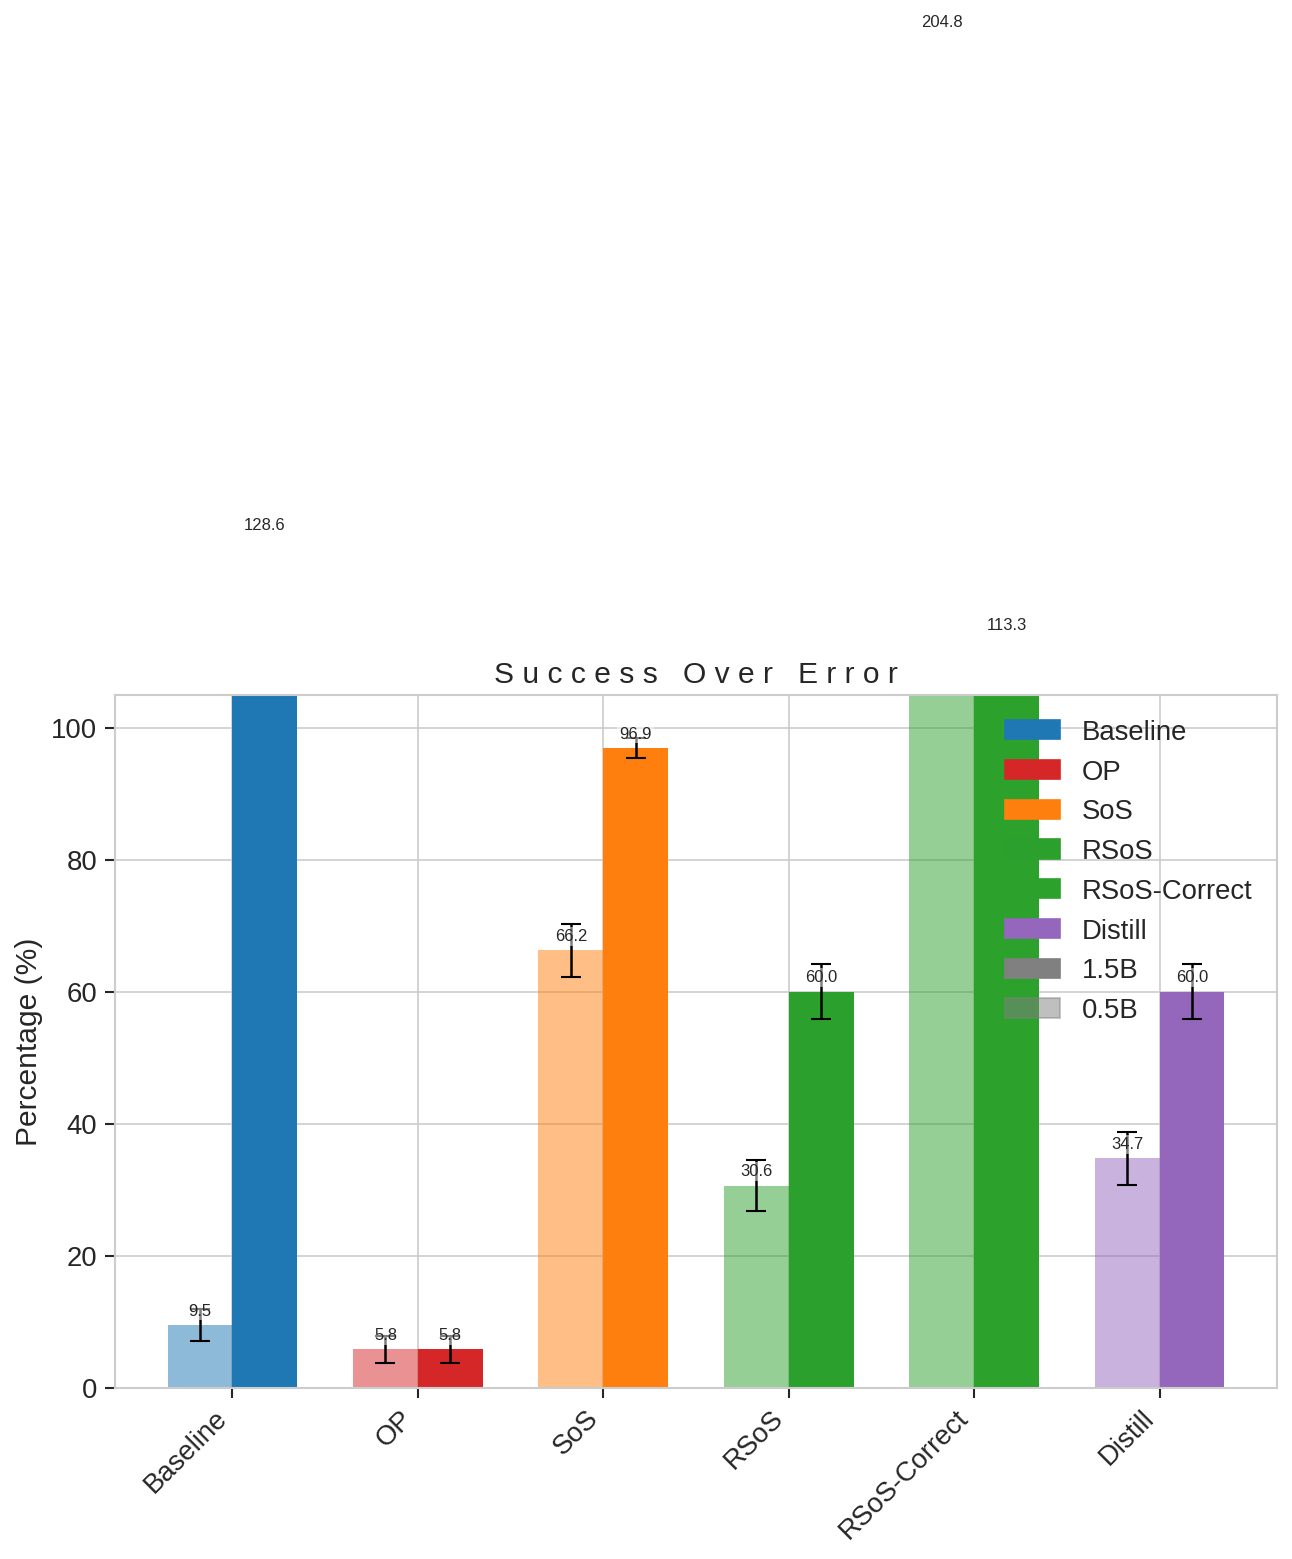 204.8
128.6
113.3
Success Over Error
Percentage (%)
100
80
60
40
20
0
9.5
5.8
5.8
66.2
96.9
30.6
60.0
34.7
60.0
Baseline
OP
SoS
RSoS
RSoS-Correct
Distill
1.5B
0.5B
Baseline
OP
SoS
RSoS
RSoS-Correct
Distill